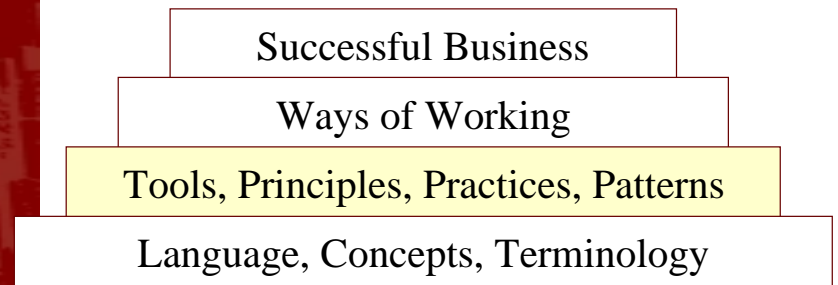 Successful Business
Ways of Working
Tools, Principles, Practices, Patterns
Language, Concepts, Terminology